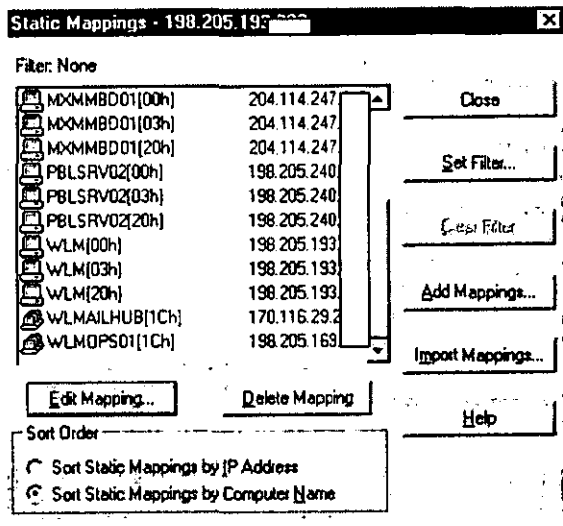 Static Mappings - 198.205.193
Filter: None
MXMMBD01[00h] 204.114.247.
MXMMBD01[03h] 204.114.247.
MXMMBD01[20h] 204.114.247.
PBLSRV02[00h] 198.205.240.
PBLSRV02[03h] 198.205.240.
PBLSRV02[20h] 198.205.240.
WLM[00h] 198.205.193.
WLM[03h] 198.205.193.
WLM[20h] 198.205.193.
WLMAILHUB[1Ch] 170.116.29.2
WLMOPS01[1Ch] 198.205.169.
Close
Set Filter...
Clear Filter
Add Mappings...
Import Mappings...
Help
Edit Mapping...
Delete Mapping
Sort Order
Sort Static Mappings by IP Address
Sort Static Mappings by Computer Name